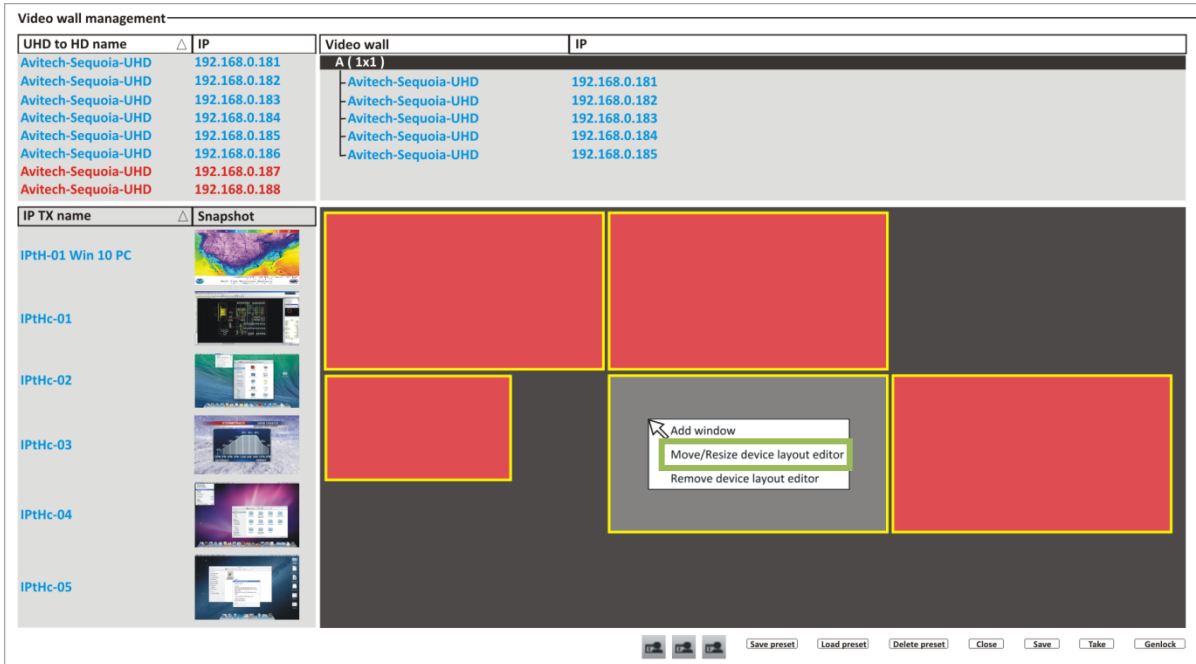 Video wall management
UHD to HD name △ IP
Avitech-Sequoia-UHD 192.168.0.181
Avitech-Sequoia-UHD 192.168.0.182
Avitech-Sequoia-UHD 192.168.0.183
Avitech-Sequoia-UHD 192.168.0.184
Avitech-Sequoia-UHD 192.168.0.185
Avitech-Sequoia-UHD 192.168.0.186
Avitech-Sequoia-UHD 192.168.0.187
Avitech-Sequoia-UHD 192.168.0.188
Video wall IP
A ( 1x1 )
Avitech-Sequoia-UHD 192.168.0.181
Avitech-Sequoia-UHD 192.168.0.182
Avitech-Sequoia-UHD 192.168.0.183
Avitech-Sequoia-UHD 192.168.0.184
Avitech-Sequoia-UHD 192.168.0.185
IP TX name △ Snapshot
IPtH-01 Win 10 PC
IPtHc-01
IPtHc-02
IPtHc-03
IPtHc-04
IPtHc-05
Add window
Move/Resize device layout editor
Remove device layout editor
Save preset Load preset Delete preset Close Save Take Genlock